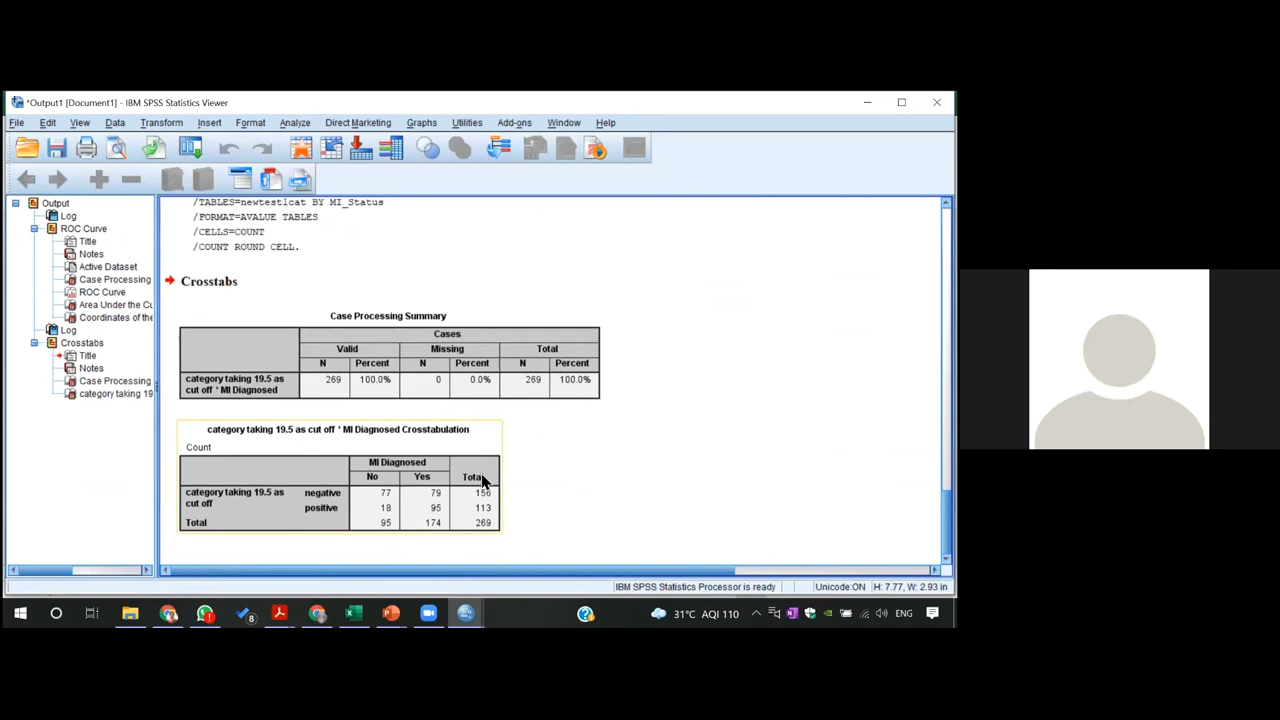 *Output1 [Document1] - IBM SPSS Statistics Viewer
File Edit View Data Transform Insert Format Analyze Direct Marketing Graphs Utilities Add-ons Window Help
Output
Log
ROC Curve
Title
Notes
Active Dataset
Case Processing
ROC Curve
Area Under the Cu
Coordinates of the
Log
Crosstabs
Title
Notes
Case Processing
category taking 19
/TABLES=newtest1cat BY MI_Status
/FORMAT=AVALUE TABLES
/CELLS=COUNT
/COUNT ROUND CELL.
Crosstabs
Case Processing Summary
Cases
Valid Missing Total
N Percent N Percent N Percent
category taking 19.5 as cut off * MI Diagnosed 269 100.0% 0 0.0% 269 100.0%
category taking 19.5 as cut off * MI Diagnosed Crosstabulation
Count
MI Diagnosed
No Yes Total
category taking 19.5 as cut off negative 77 79 156
positive 18 95 113
Total 95 174 269
IBM SPSS Statistics Processor is ready Unicode:ON H: 7.77, W: 2.93 in
8 31°C AQI 110 ENG